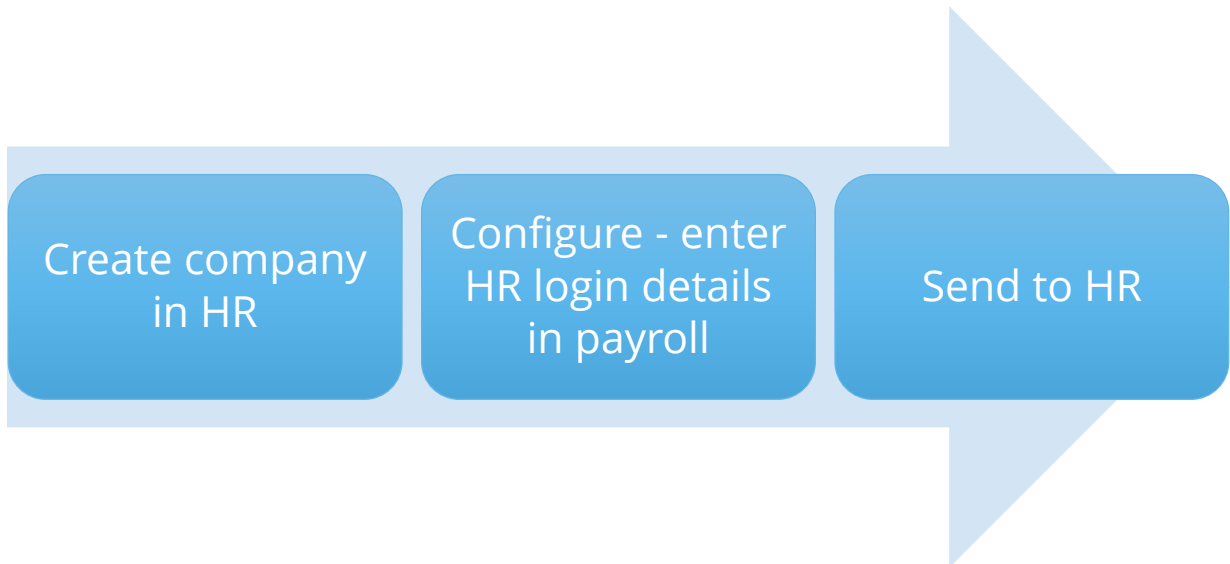 Create company
in HR
Configure - enter
HR login details
in payroll
Send to HR